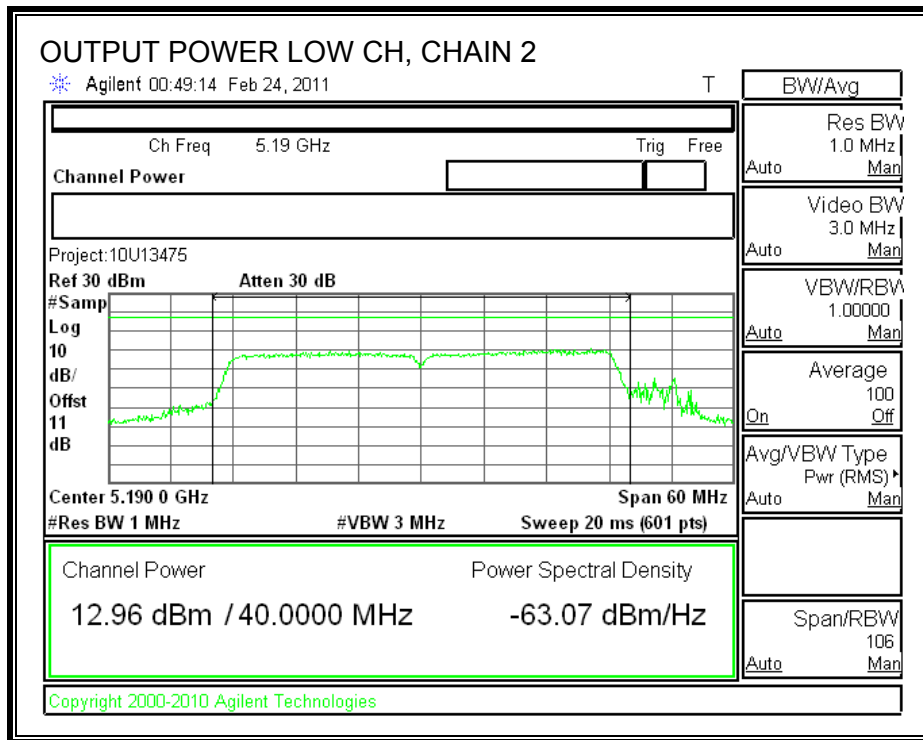 OUTPUT POWER LOW CH, CHAIN 2
Agilent 00:49:14 Feb 24, 2011 T
Ch Freq 5.19 GHz Trig Free
Channel Power
Project:10U13475
Ref 30 dBm Atten 30 dB
#Samp
Log
10
dB/
Offst
11
dB
Center 5.190 0 GHz Span 60 MHz
#Res BW 1 MHz #VBW 3 MHz Sweep 20 ms (601 pts)
Channel Power Power Spectral Density
12.96 dBm / 40.0000 MHz -63.07 dBm/Hz
Copyright 2000-2010 Agilent Technologies
BW/Avg
Res BW
1.0 MHz
Auto Man
Video BW
3.0 MHz
Auto Man
VBW/RBW
1.00000
Auto Man
Average
100
On Off
Avg/VBW Type
Pwr (RMS)
Auto Man
Span/RBW
106
Auto Man